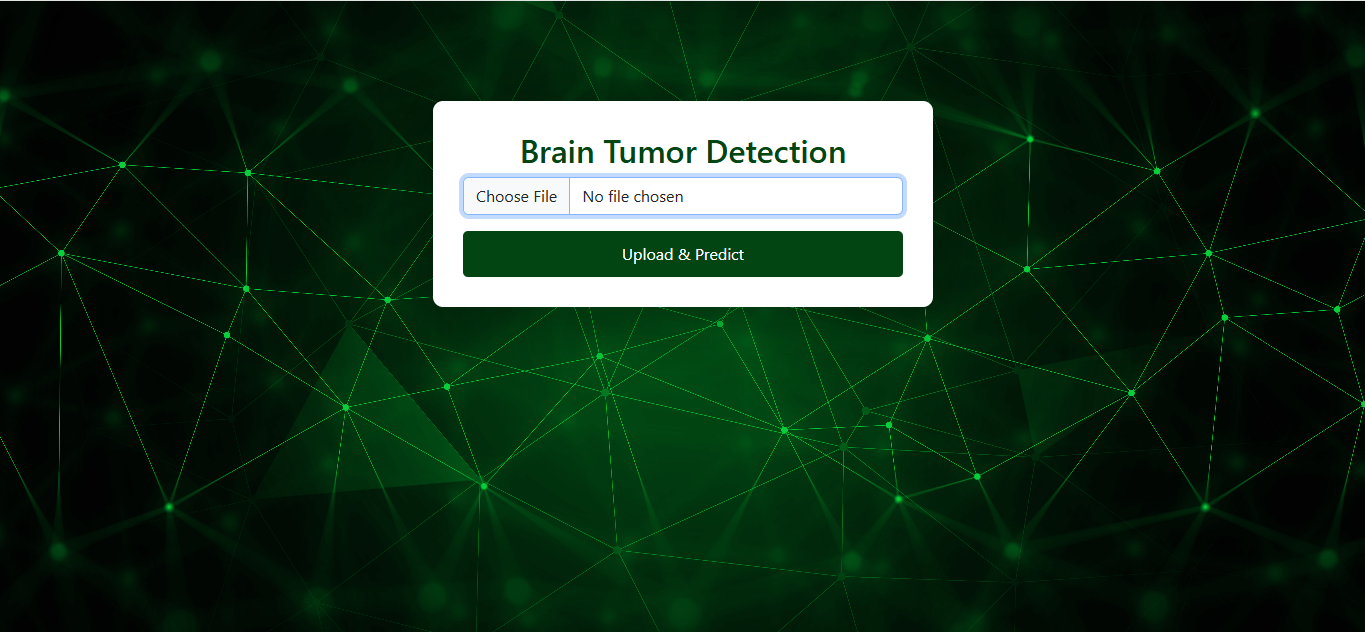 Brain Tumor Detection
Choose File No file chosen
Upload & Predict